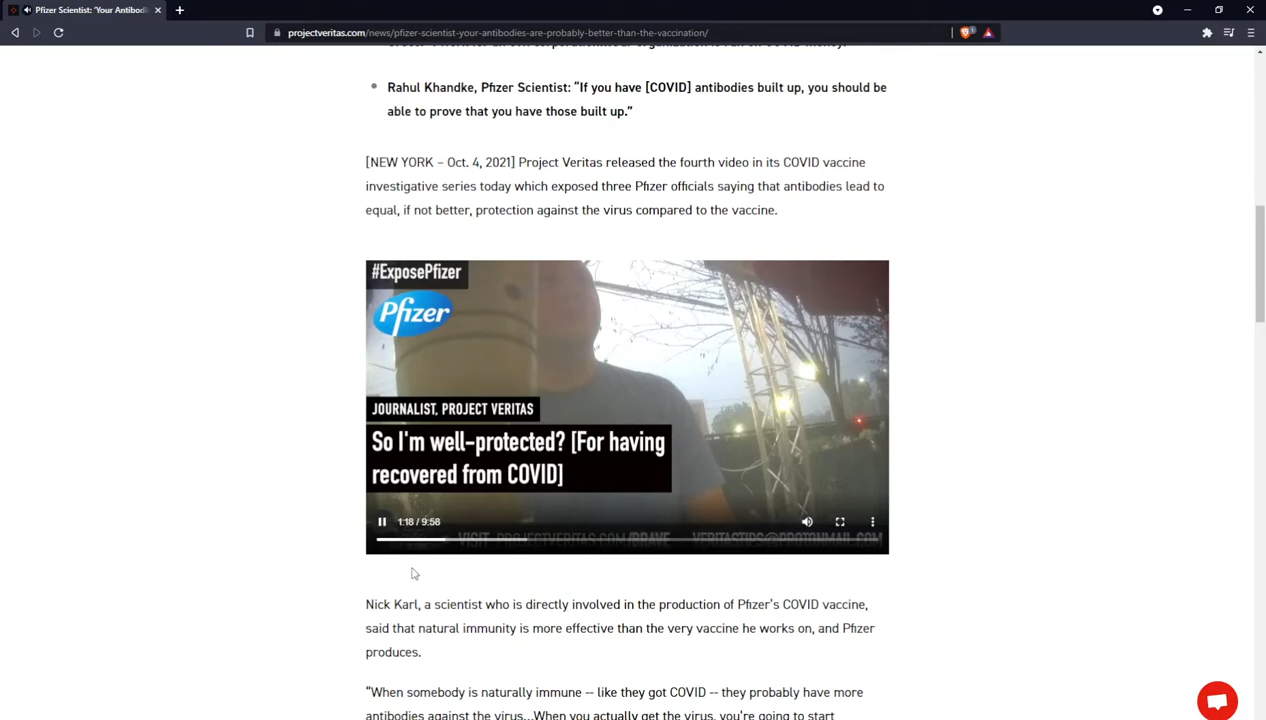 Pfizer Scientist: 'Your Antibodi
projectveritas.com/news/pfizer-scientist-your-antibodies-are-probably-better-than-the-vaccination/
Rahul Khandke, Pfizer Scientist: “If you have [COVID] antibodies built up, you should be
able to prove that you have those built up.”
[NEW YORK – Oct. 4, 2021] Project Veritas released the fourth video in its COVID vaccine
investigative series today which exposed three Pfizer officials saying that antibodies lead to
equal, if not better, protection against the virus compared to the vaccine.
#ExposePfizer
Pfizer
JOURNALIST, PROJECT VERITAS
So I'm well-protected? [For having
recovered from COVID]
1:18 / 9:58
VISIT PROJECTVERITAS.COM/BRAVE VERITASTIPS@PROTONMAIL.COM
Nick Karl, a scientist who is directly involved in the production of Pfizer’s COVID vaccine,
said that natural immunity is more effective than the very vaccine he works on, and Pfizer
produces.
“When somebody is naturally immune -- like they got COVID -- they probably have more
antibodies against the virus…When you actually get the virus, you’re going to start